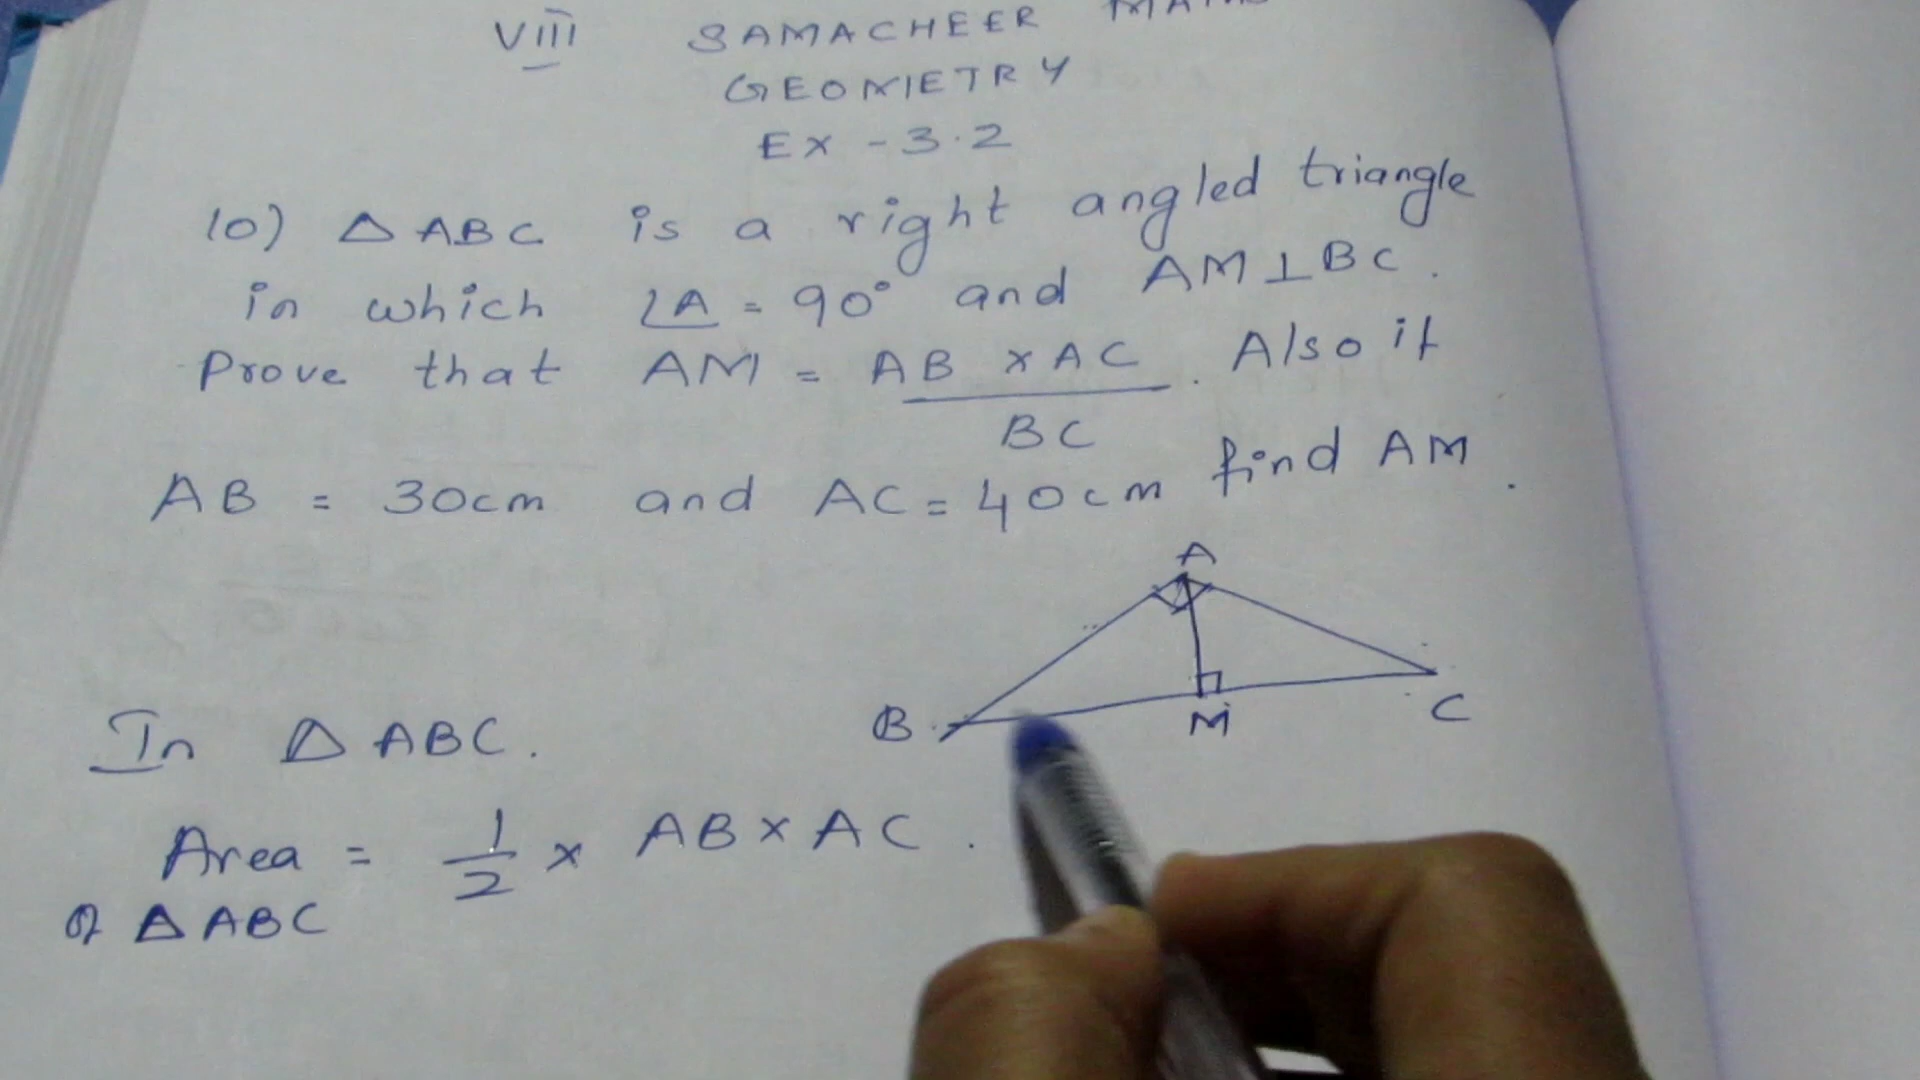 VIII SAMACHEER
GEOMETRY
Ex - 3.2
10) △ ABC is a right angled triangle
in which ∠A = 90° and AM ⊥ BC.
Prove that AM = AB × AC . Also if
BC
AB = 30cm and AC = 40cm find AM.
A
B M C
In △ ABC.
Area = 1/2 × AB × AC.
of △ ABC